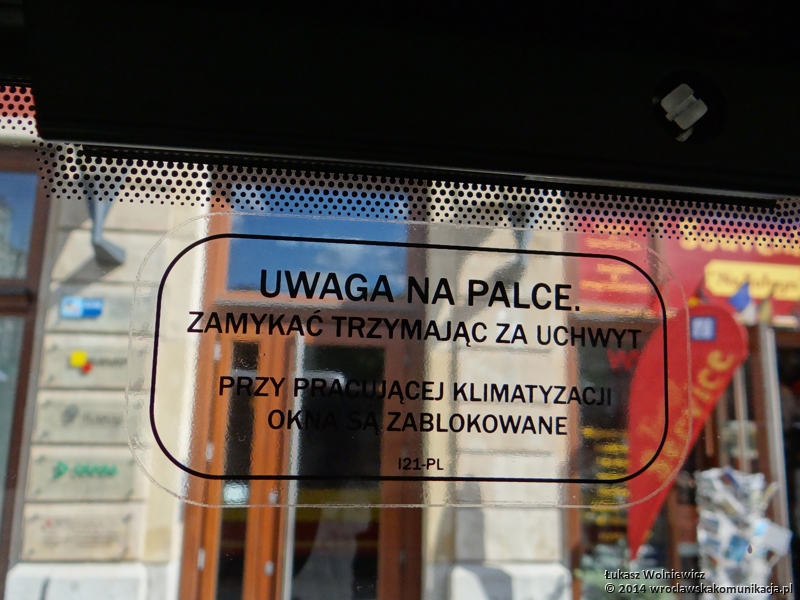 UWAGA NA PALCE.
ZAMYKAĆ TRZYMAJĄC ZA UCHWYT
PRZY PRACUJĄCEJ KLIMATYZACJI
OKNA SĄ ZABLOKOWANE
I21-PL
Service
Łukasz Wolniewicz
© 2014 wroclawskakomunikacja.pl